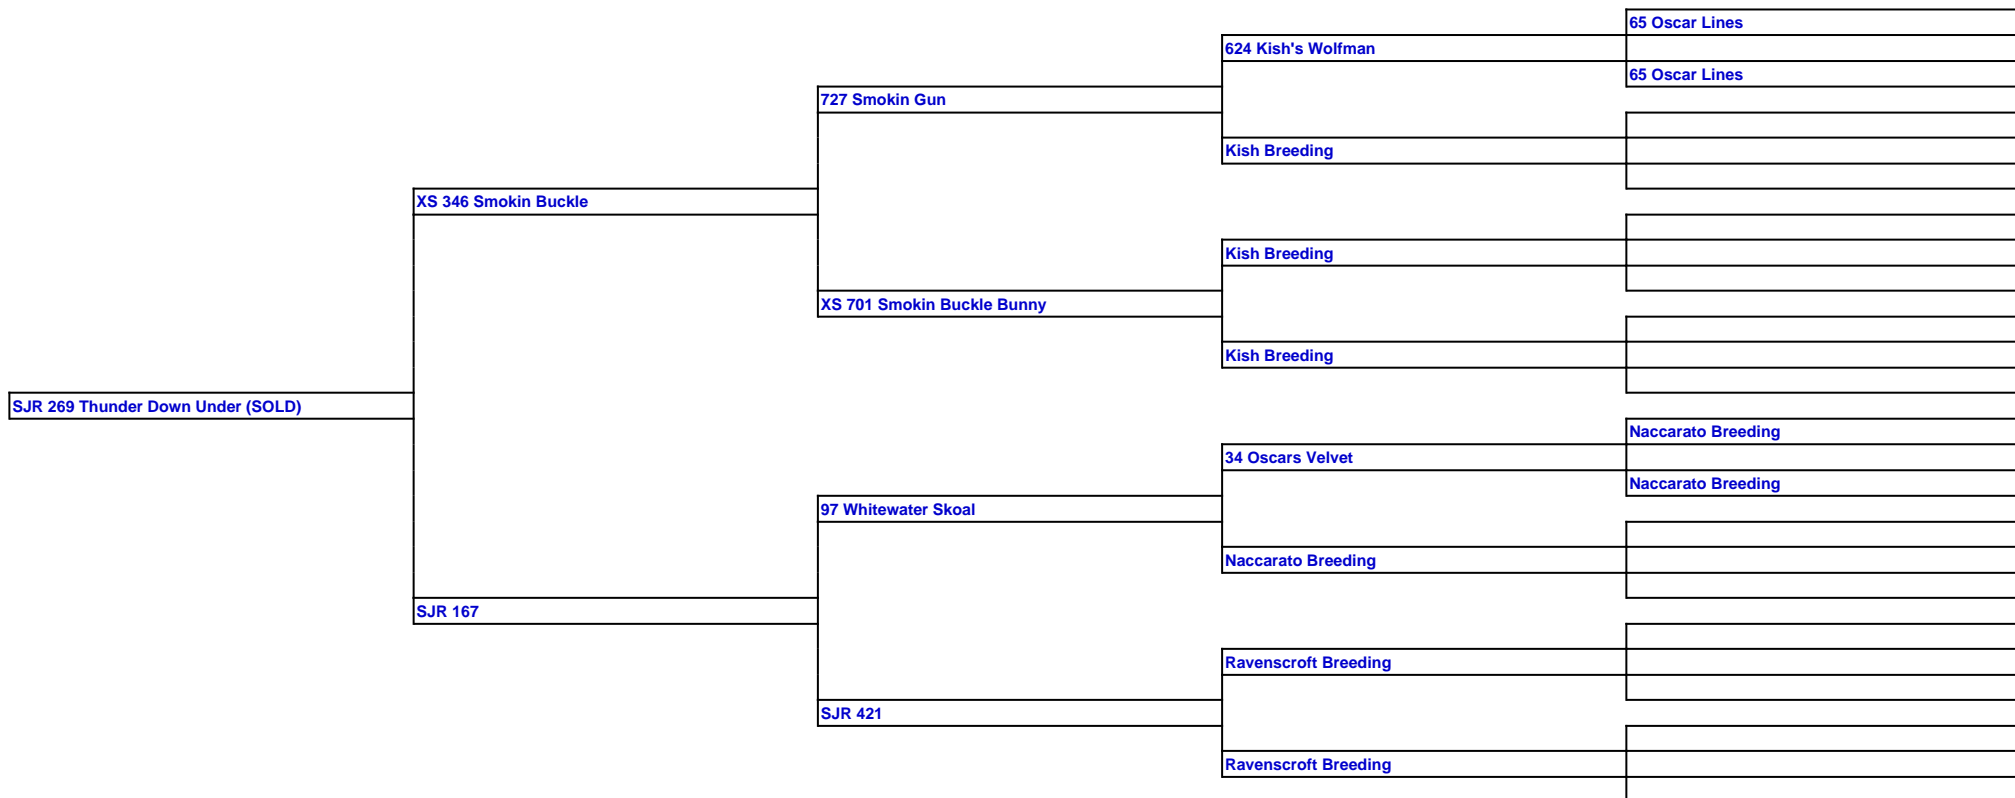 65 Oscar Lines
624 Kish's Wolfman
65 Oscar Lines
727 Smokin Gun
Kish Breeding
XS 346 Smokin Buckle
Kish Breeding
XS 701 Smokin Buckle Bunny
Kish Breeding
SJR 269 Thunder Down Under (SOLD)
Naccarato Breeding
34 Oscars Velvet
Naccarato Breeding
97 Whitewater Skoal
Naccarato Breeding
SJR 167
Ravenscroft Breeding
SJR 421
Ravenscroft Breeding